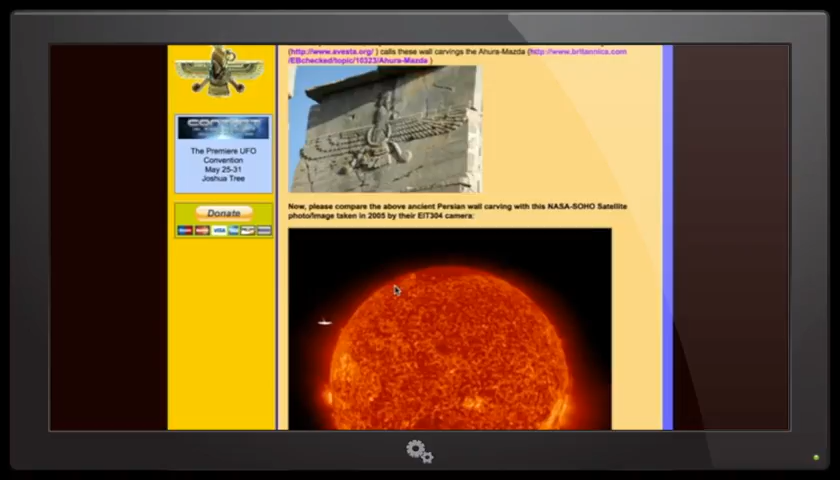 (http://www.avesta.org/ ) calls these wall carvings the Ahura-Mazda (http://www.britannica.com
/EBchecked/topic/10323/Ahura-Mazda )
CONTACT
The Premiere UFO
Convention
May 25-31
Joshua Tree
Donate
VISA
Now, please compare the above ancient Persian wall carving with this NASA-SOHO Satellite
photo/image taken in 2005 by their EIT304 camera: